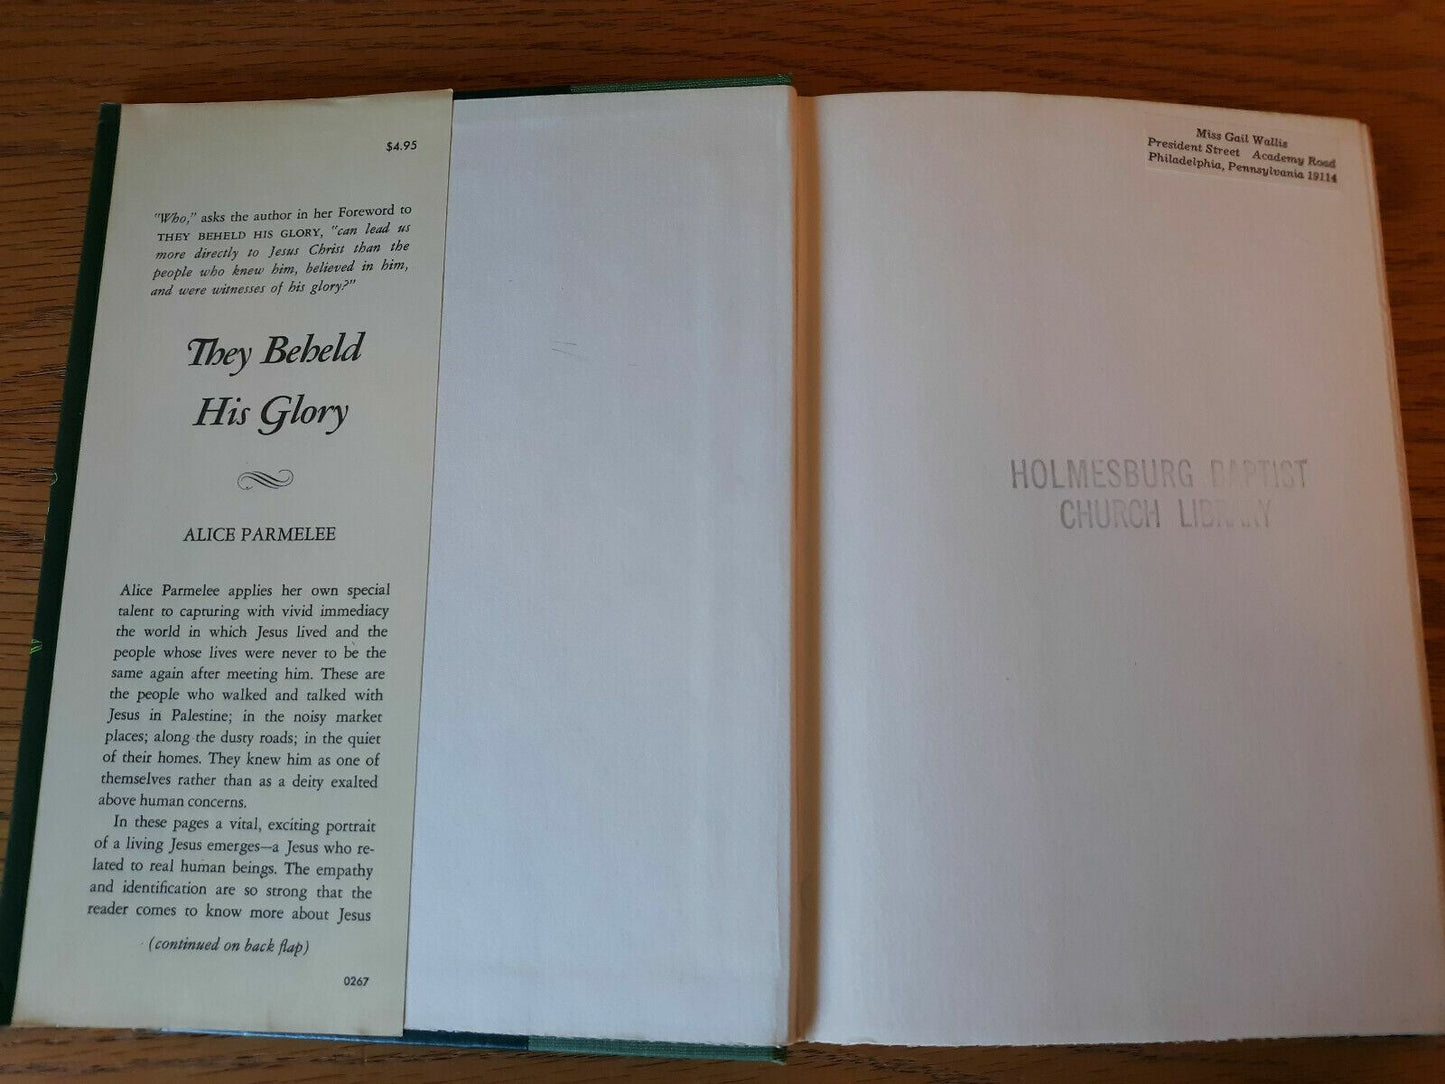 $4.95
"Who," asks the author in her Foreword to
THEY BEHELD HIS GLORY, "can lead us
more directly to Jesus Christ than the
people who knew him, believed in him,
and were witnesses of his glory?"
They Beheld
His Glory
ALICE PARMELEE
Alice Parmelee applies her own special
talent to capturing with vivid immediacy
the world in which Jesus lived and the
people whose lives were never to be the
same again after meeting him. These are
the people who walked and talked with
Jesus in Palestine; in the noisy market
places; along the dusty roads; in the quiet
of their homes. They knew him as one of
themselves rather than as a deity exalted
above human concerns.
In these pages a vital, exciting portrait
of a living Jesus emerges—a Jesus who re-
lated to real human beings. The empathy
and identification are so strong that the
reader comes to know more about Jesus
(continued on back flap)
0267
Miss Gail Wallis
President Street Academy Road
Philadelphia, Pennsylvania 19114
HOLMESBURG BAPTIST
CHURCH LIBRARY